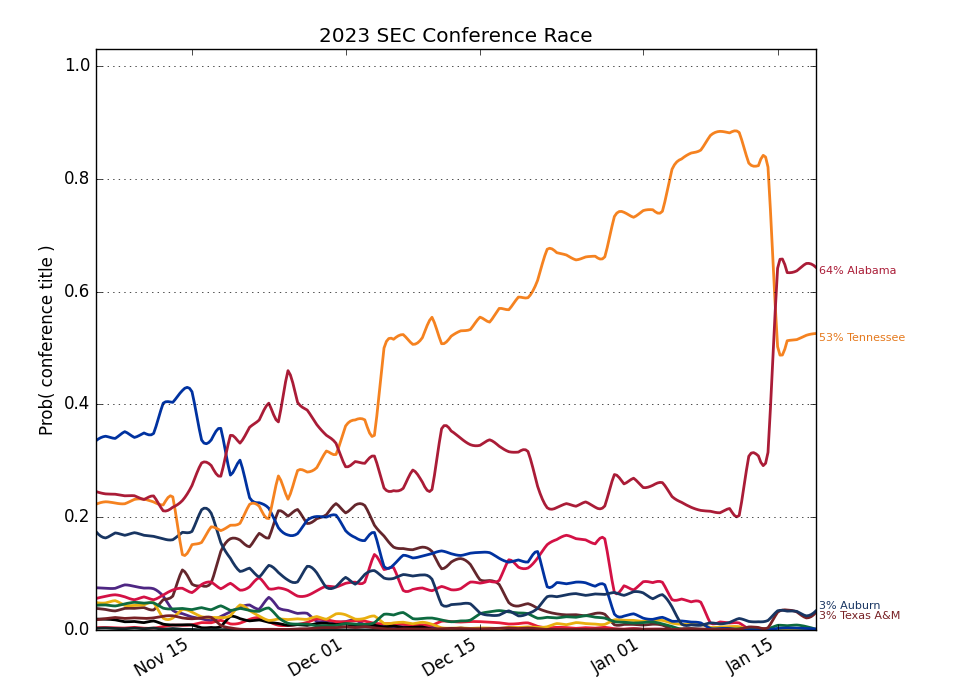 2023 SEC Conference Race
Prob( conference title )
1.0
0.8
0.6
0.4
0.2
0.0
64% Alabama
53% Tennessee
3% Auburn
3% Texas A&M
Nov 15
Dec 01
Dec 15
Jan 01
Jan 15